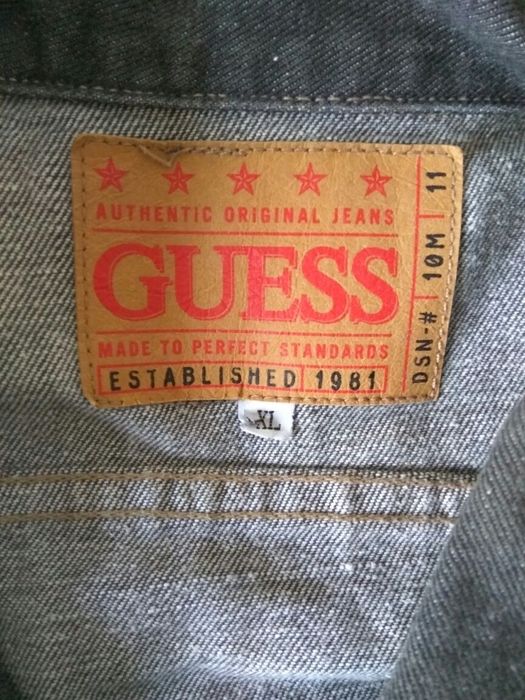 AUTHENTIC ORIGINAL JEANS
GUESS
MADE TO PERFECT STANDARDS
ESTABLISHED 1981
DSN-# 10M 11
XL